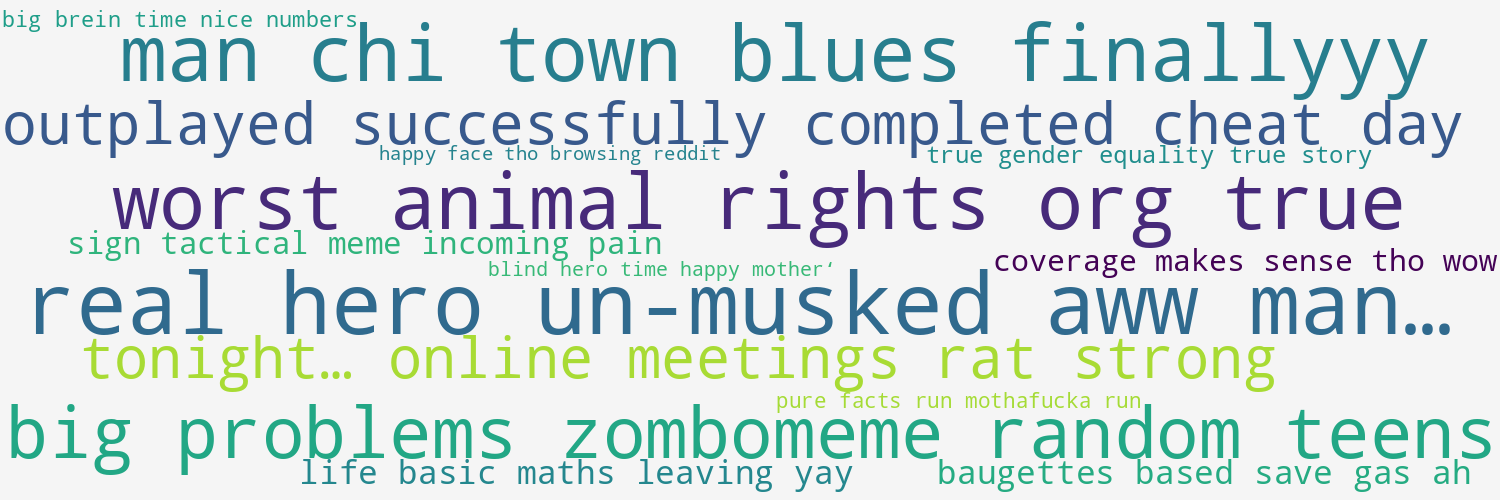 big brein time nice numbers
man chi town blues finallyyy
outplayed successfully completed cheat day
happy face tho browsing reddit
true gender equality true story
worst animal rights org true
sign tactical meme incoming pain
coverage makes sense tho wow
blind hero time happy mother‘
real hero un-musked aww man…
tonight… online meetings rat strong
pure facts run mothafucka run
big problems zombomeme random teens
life basic maths leaving yay
baugettes based save gas ah